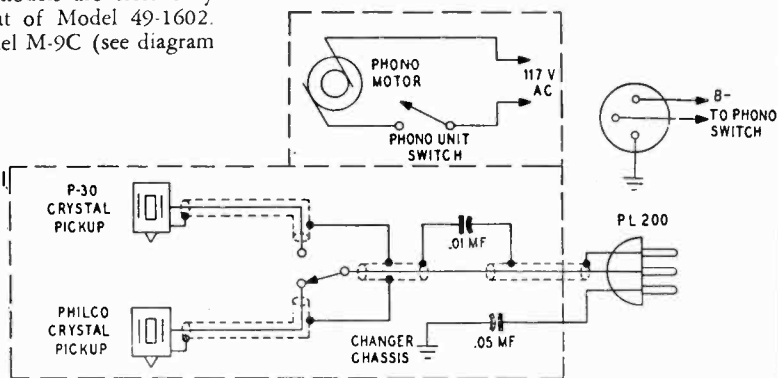 at of Model 49-1602.
el M-9C (see diagram
PHONO
MOTOR
117 V
AC
PHONO UNIT
SWITCH
B-
TO PHONO
SWITCH
P-30
CRYSTAL
PICKUP
.01 MF
PL 200
PHILCO
CRYSTAL
PICKUP
CHANGER
CHASSIS
.05 MF